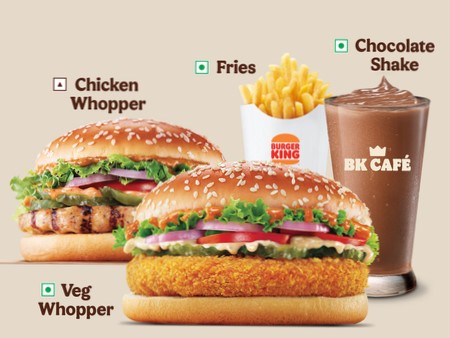 Chocolate
Shake
Fries
Chicken
Whopper
BURGER
KING
BK CAFÉ
Veg
Whopper